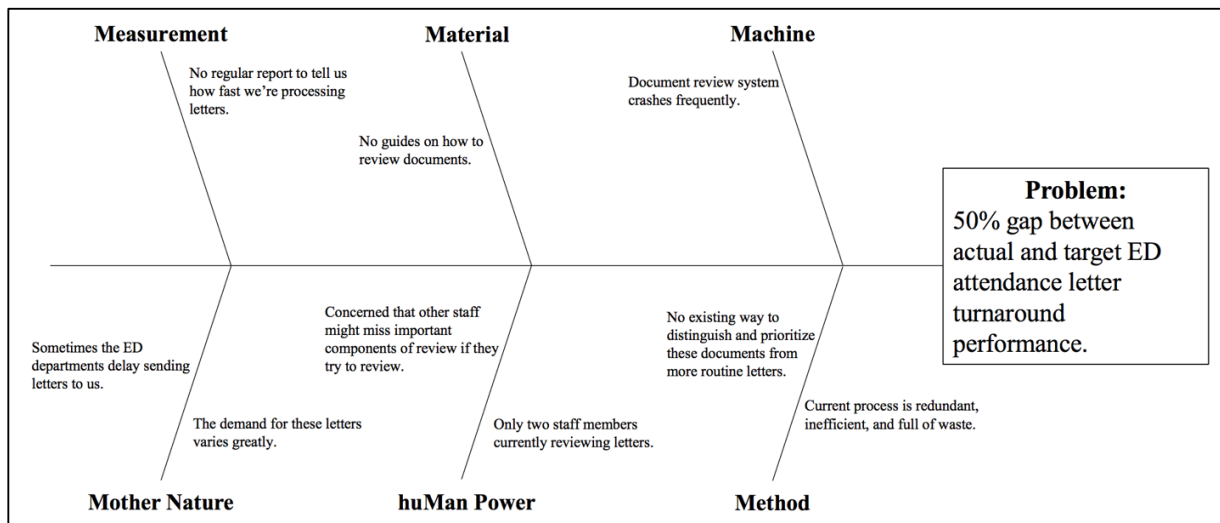 Measurement
Material
Machine
No regular report to tell us
how fast we’re processing
letters.
No guides on how to
review documents.
Document review system
crashes frequently.
Problem:
50% gap between
actual and target ED
attendance letter
turnaround
performance.
Sometimes the ED
departments delay sending
letters to us.
The demand for these letters
varies greatly.
Concerned that other staff
might miss important
components of review if they
try to review.
Only two staff members
currently reviewing letters.
No existing way to
distinguish and prioritize
these documents from
more routine letters.
Current process is redundant,
inefficient, and full of waste.
Mother Nature
huMan Power
Method